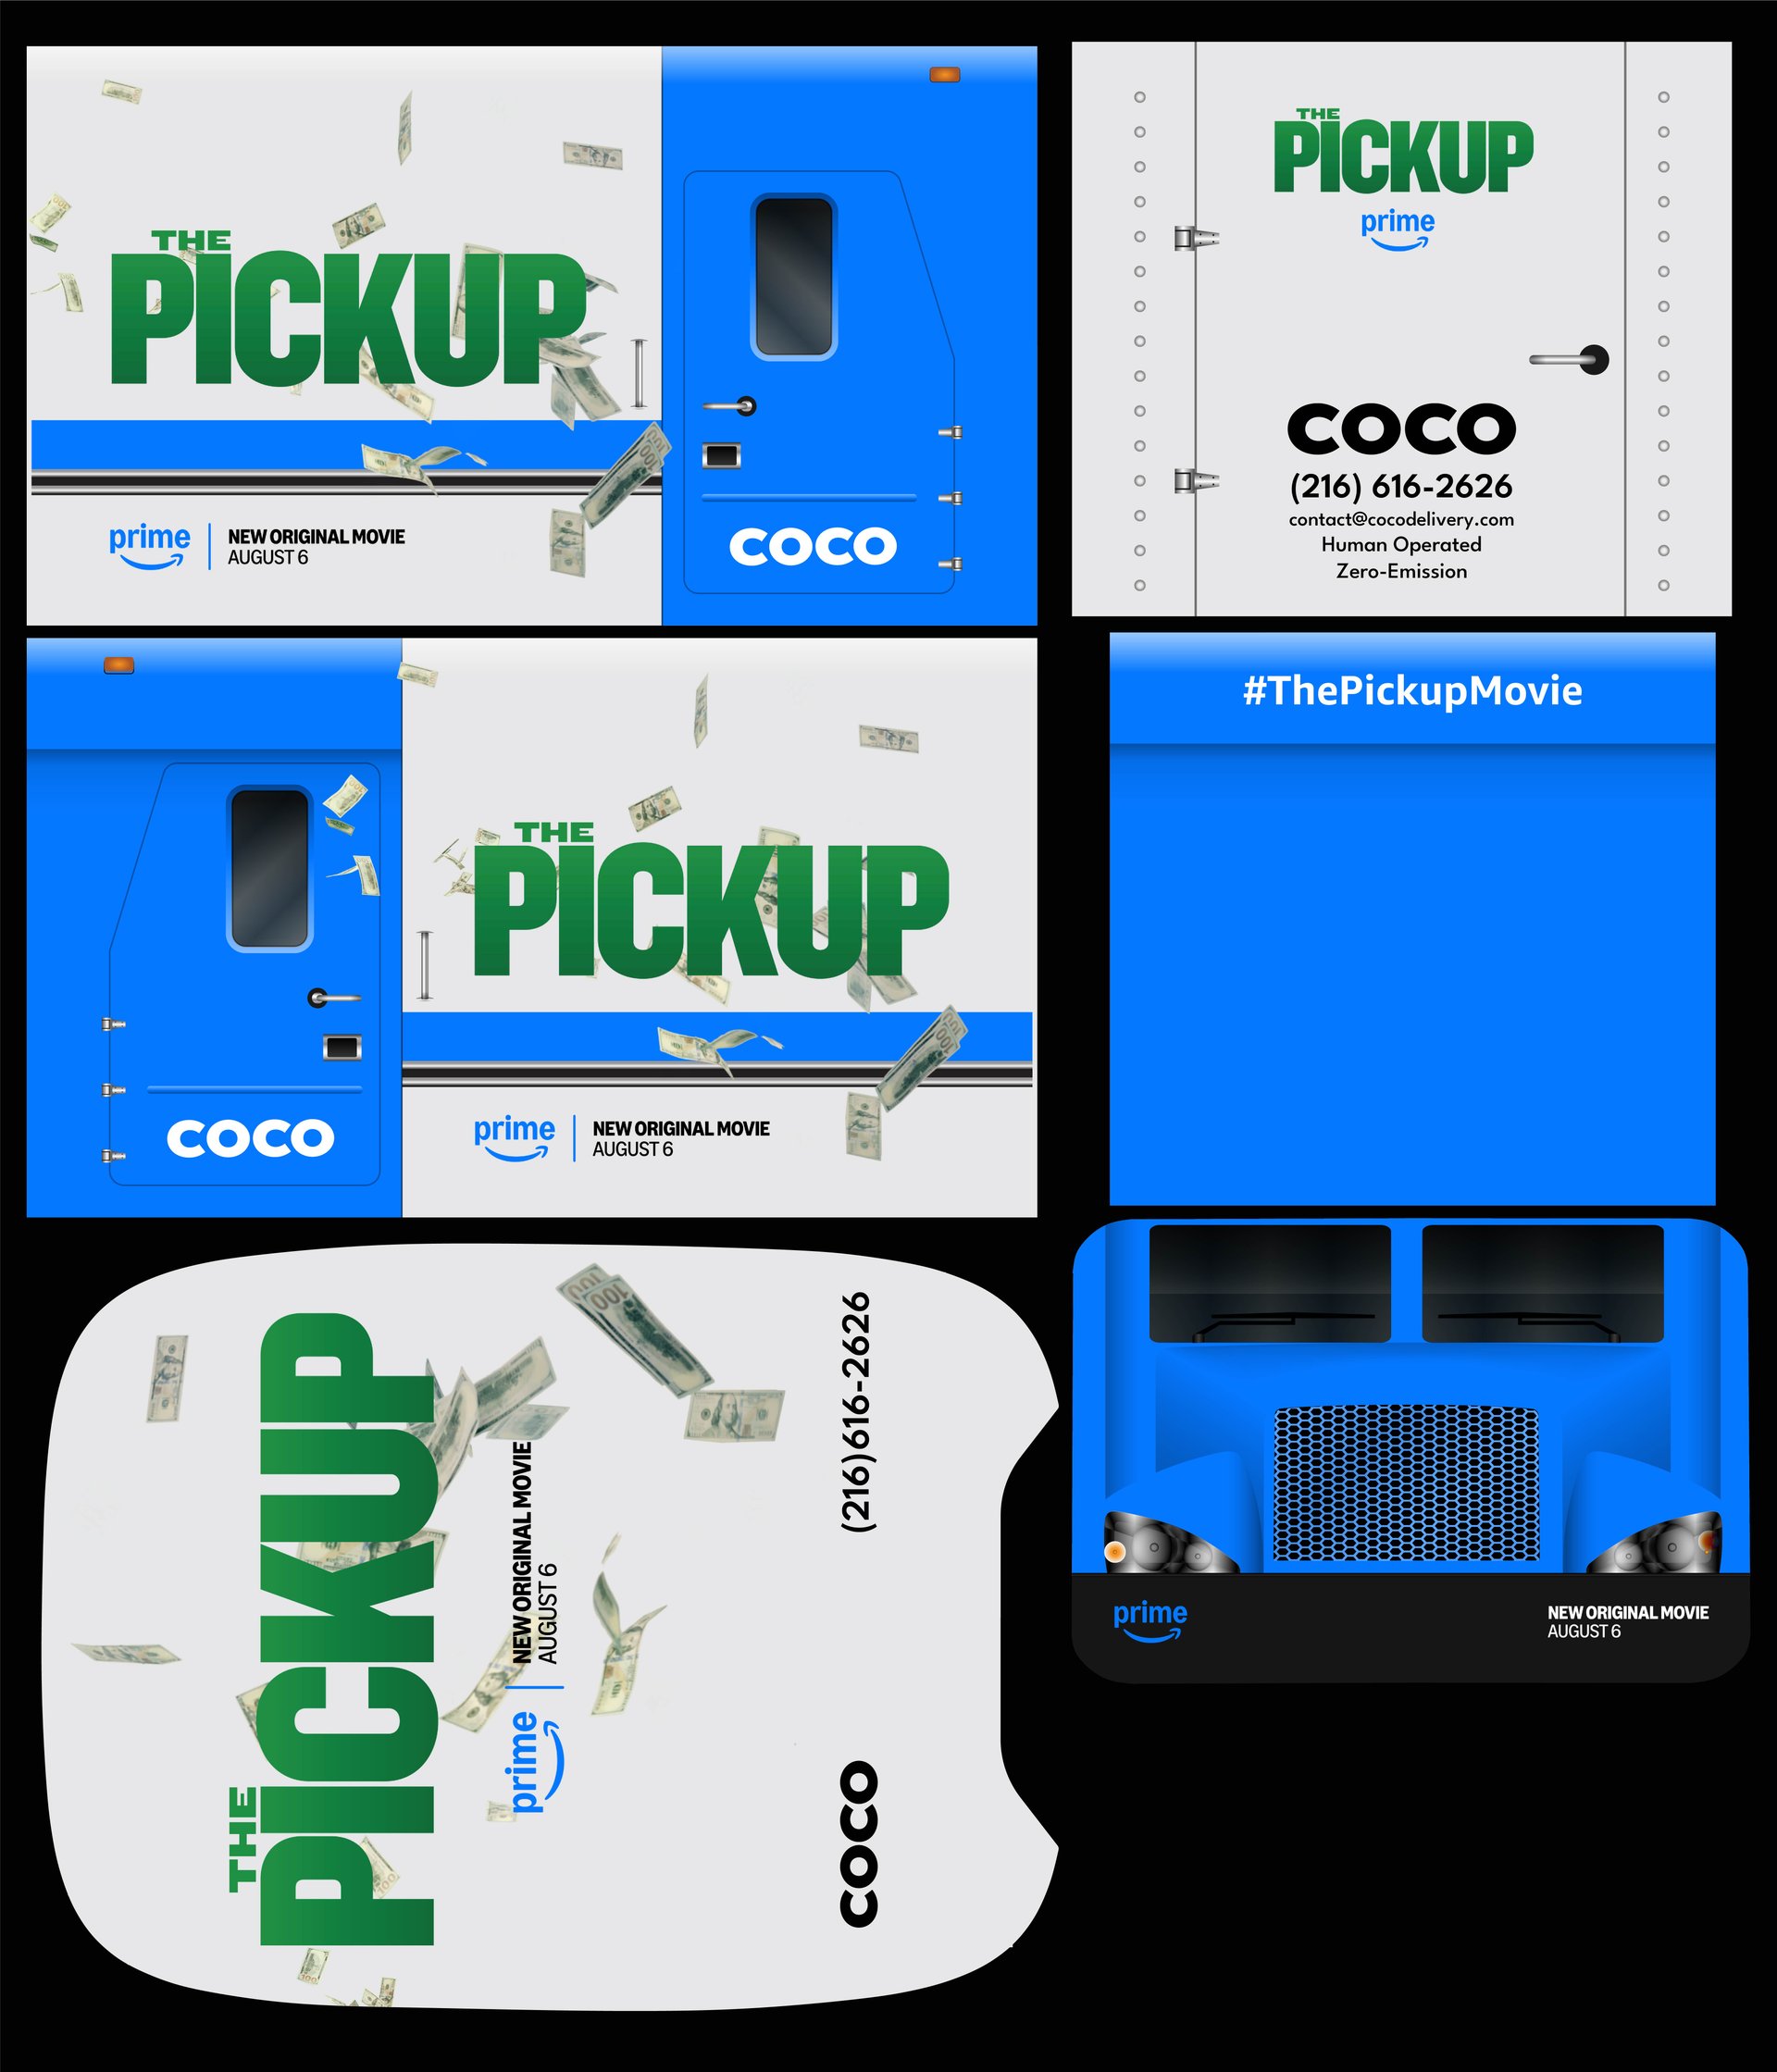 THE
PICKUP
prime
NEW ORIGINAL MOVIE
AUGUST 6
COCO
THE
PICKUP
prime
COCO
(216) 616-2626
contact@cocodelivery.com
Human Operated
Zero-Emission
THE
PICKUP
COCO
prime
NEW ORIGINAL MOVIE
AUGUST 6
#ThePickupMovie
THE
PICKUP
prime
NEW ORIGINAL MOVIE
AUGUST 6
COCO
(216)616-2626
prime
NEW ORIGINAL MOVIE
AUGUST 6